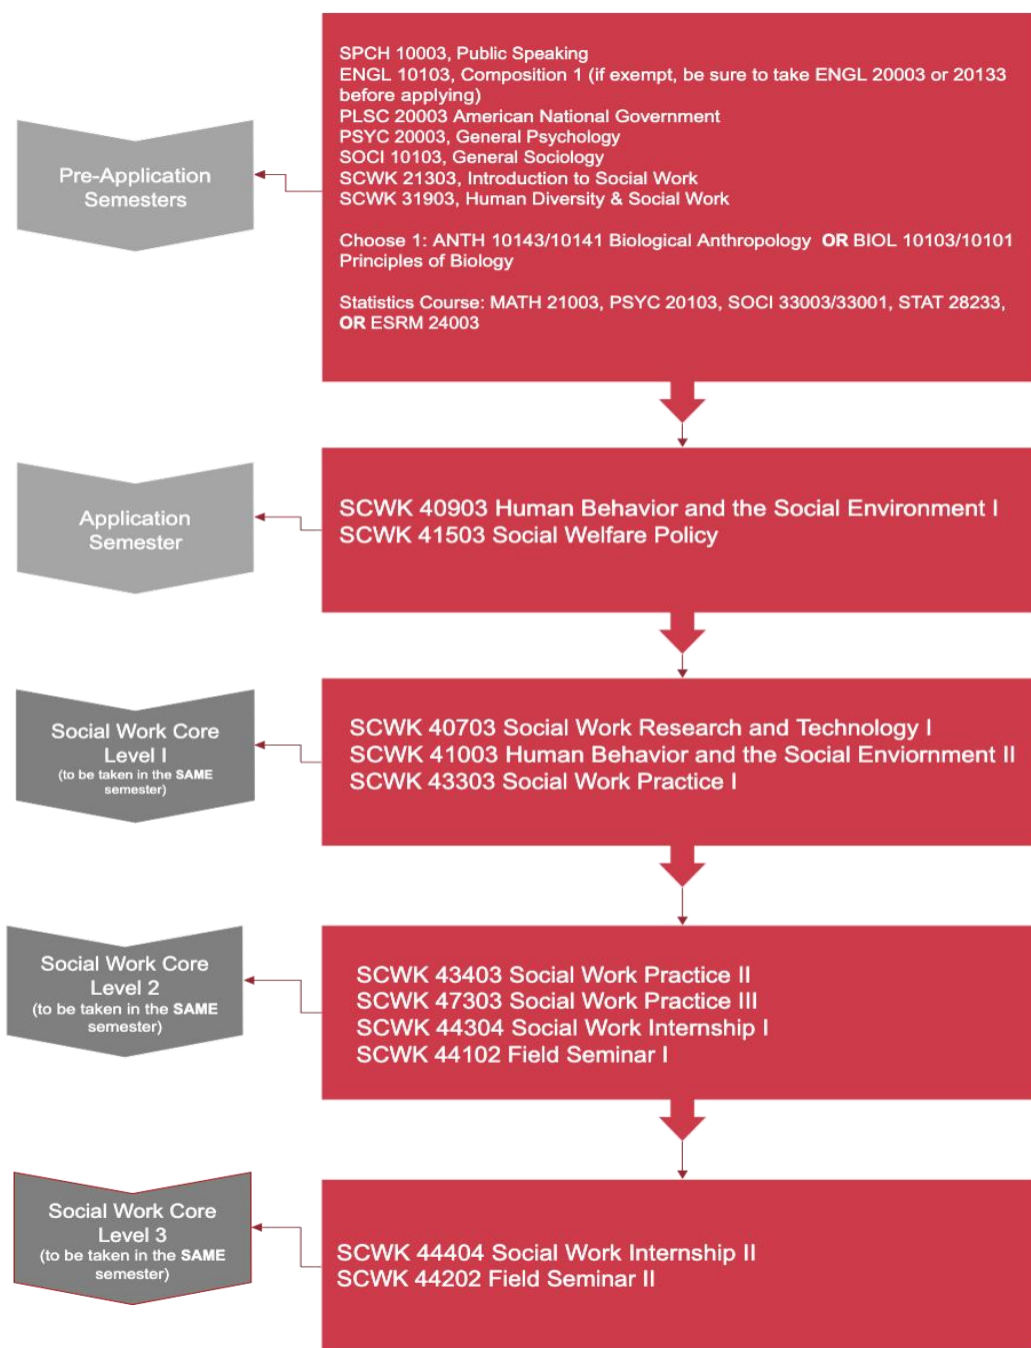 SPCH 10003, Public Speaking
ENGL 10103, Composition 1 (if exempt, be sure to take ENGL 20003 or 20133
before applying)
PLSC 20003 American National Government
PSYC 20003, General Psychology
SOCI 10103, General Sociology
SCWK 21303, Introduction to Social Work
SCWK 31903, Human Diversity & Social Work
Choose 1: ANTH 10143/10141 Biological Anthropology OR BIOL 10103/10101
Principles of Biology
Statistics Course: MATH 21003, PSYC 20103, SOCI 33003/33001, STAT 28233,
OR ESRM 24003
Pre-Application
Semesters
Application
Semester
SCWK 40903 Human Behavior and the Social Environment I
SCWK 41503 Social Welfare Policy
Social Work Core
Level I
(to be taken in the SAME
semester)
SCWK 40703 Social Work Research and Technology I
SCWK 41003 Human Behavior and the Social Enviornment II
SCWK 43303 Social Work Practice I
Social Work Core
Level 2
(to be taken in the SAME
semester)
SCWK 43403 Social Work Practice II
SCWK 47303 Social Work Practice III
SCWK 44304 Social Work Internship I
SCWK 44102 Field Seminar I
Social Work Core
Level 3
(to be taken in the SAME
semester)
SCWK 44404 Social Work Internship II
SCWK 44202 Field Seminar II